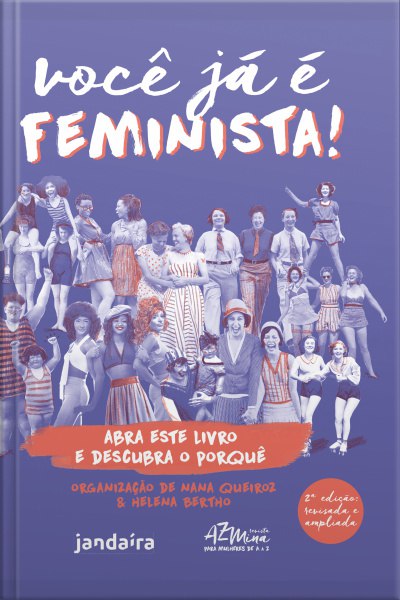 você já é
FEMINISTA!
ABRA ESTE LIVRO
E DESCUBRA O PORQUÊ
ORGANIZAÇÃO DE NANA QUEIROZ
& HELENA BERTHO
2ª edição:
revisada e
ampliada
jandaíra
revista
AZMina
PARA MULHERES DE A A Z